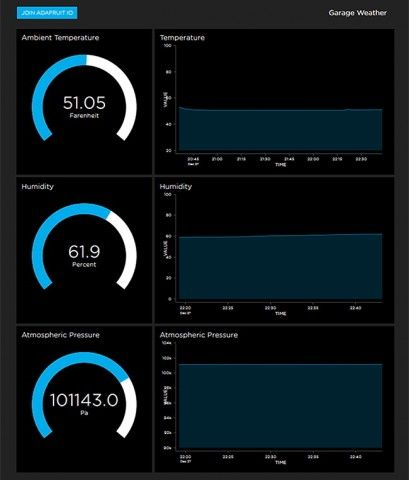 JOIN ADAFRUIT IO
Garage Weather
Ambient Temperature
51.05
Farenheit
Temperature
100
80
60
40
20
VALUE
20:45
21:00
21:15
21:30
21:45
22:00
22:15
22:30
TIME
Humidity
61.9
Percent
Humidity
100
80
60
40
20
0
VALUE
22:20
22:25
22:30
22:35
22:40
TIME
Atmospheric Pressure
101143.0
Pa
Atmospheric Pressure
104k
102k
100k
98k
96k
94k
92k
90k
VALUE
22:20
22:25
22:30
22:35
22:40
TIME